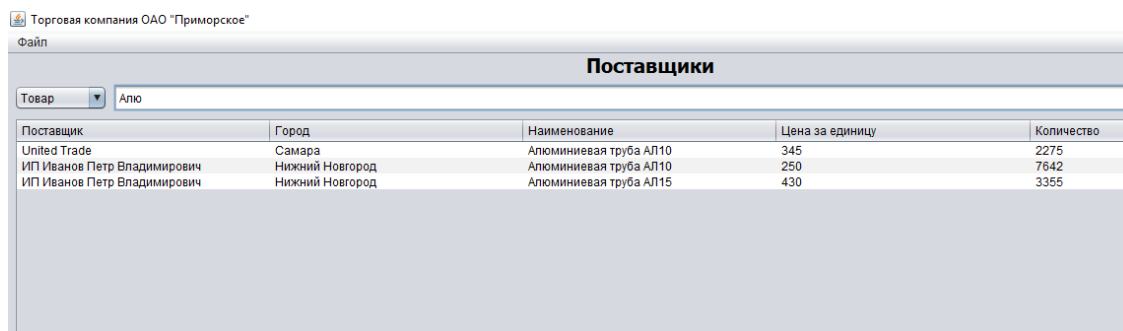 Торговая компания ОАО "Приморское"
Файл
Поставщики
Товар Алю
Поставщик Город Наименование Цена за единицу Количество
United Trade Самара Алюминиевая труба АЛ10 345 2275
ИП Иванов Петр Владимирович Нижний Новгород Алюминиевая труба АЛ10 250 7642
ИП Иванов Петр Владимирович Нижний Новгород Алюминиевая труба АЛ15 430 3355